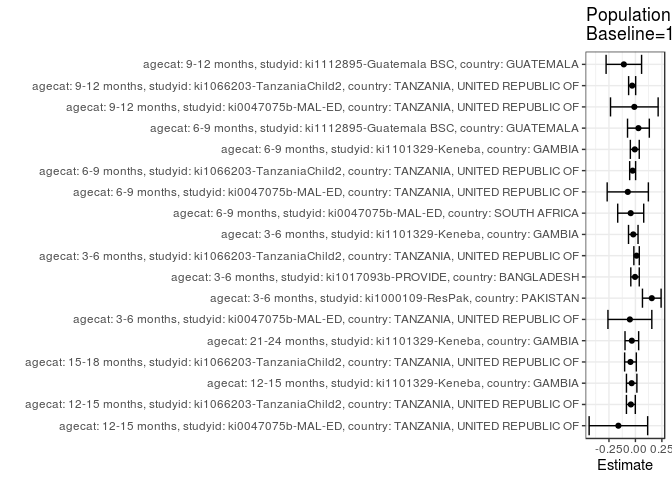 Population
Baseline=1
agecat: 9-12 months, studyid: ki1112895-Guatemala BSC, country: GUATEMALA
agecat: 9-12 months, studyid: ki1066203-TanzaniaChild2, country: TANZANIA, UNITED REPUBLIC OF
agecat: 9-12 months, studyid: ki0047075b-MAL-ED, country: TANZANIA, UNITED REPUBLIC OF
agecat: 6-9 months, studyid: ki1112895-Guatemala BSC, country: GUATEMALA
agecat: 6-9 months, studyid: ki1101329-Keneba, country: GAMBIA
agecat: 6-9 months, studyid: ki1066203-TanzaniaChild2, country: TANZANIA, UNITED REPUBLIC OF
agecat: 6-9 months, studyid: ki0047075b-MAL-ED, country: TANZANIA, UNITED REPUBLIC OF
agecat: 6-9 months, studyid: ki0047075b-MAL-ED, country: SOUTH AFRICA
agecat: 3-6 months, studyid: ki1101329-Keneba, country: GAMBIA
agecat: 3-6 months, studyid: ki1066203-TanzaniaChild2, country: TANZANIA, UNITED REPUBLIC OF
agecat: 3-6 months, studyid: ki1017093b-PROVIDE, country: BANGLADESH
agecat: 3-6 months, studyid: ki1000109-ResPak, country: PAKISTAN
agecat: 3-6 months, studyid: ki0047075b-MAL-ED, country: TANZANIA, UNITED REPUBLIC OF
agecat: 21-24 months, studyid: ki1101329-Keneba, country: GAMBIA
agecat: 15-18 months, studyid: ki1066203-TanzaniaChild2, country: TANZANIA, UNITED REPUBLIC OF
agecat: 12-15 months, studyid: ki1101329-Keneba, country: GAMBIA
agecat: 12-15 months, studyid: ki1066203-TanzaniaChild2, country: TANZANIA, UNITED REPUBLIC OF
agecat: 12-15 months, studyid: ki0047075b-MAL-ED, country: TANZANIA, UNITED REPUBLIC OF
-0.25 0.00 0.25
Estimate